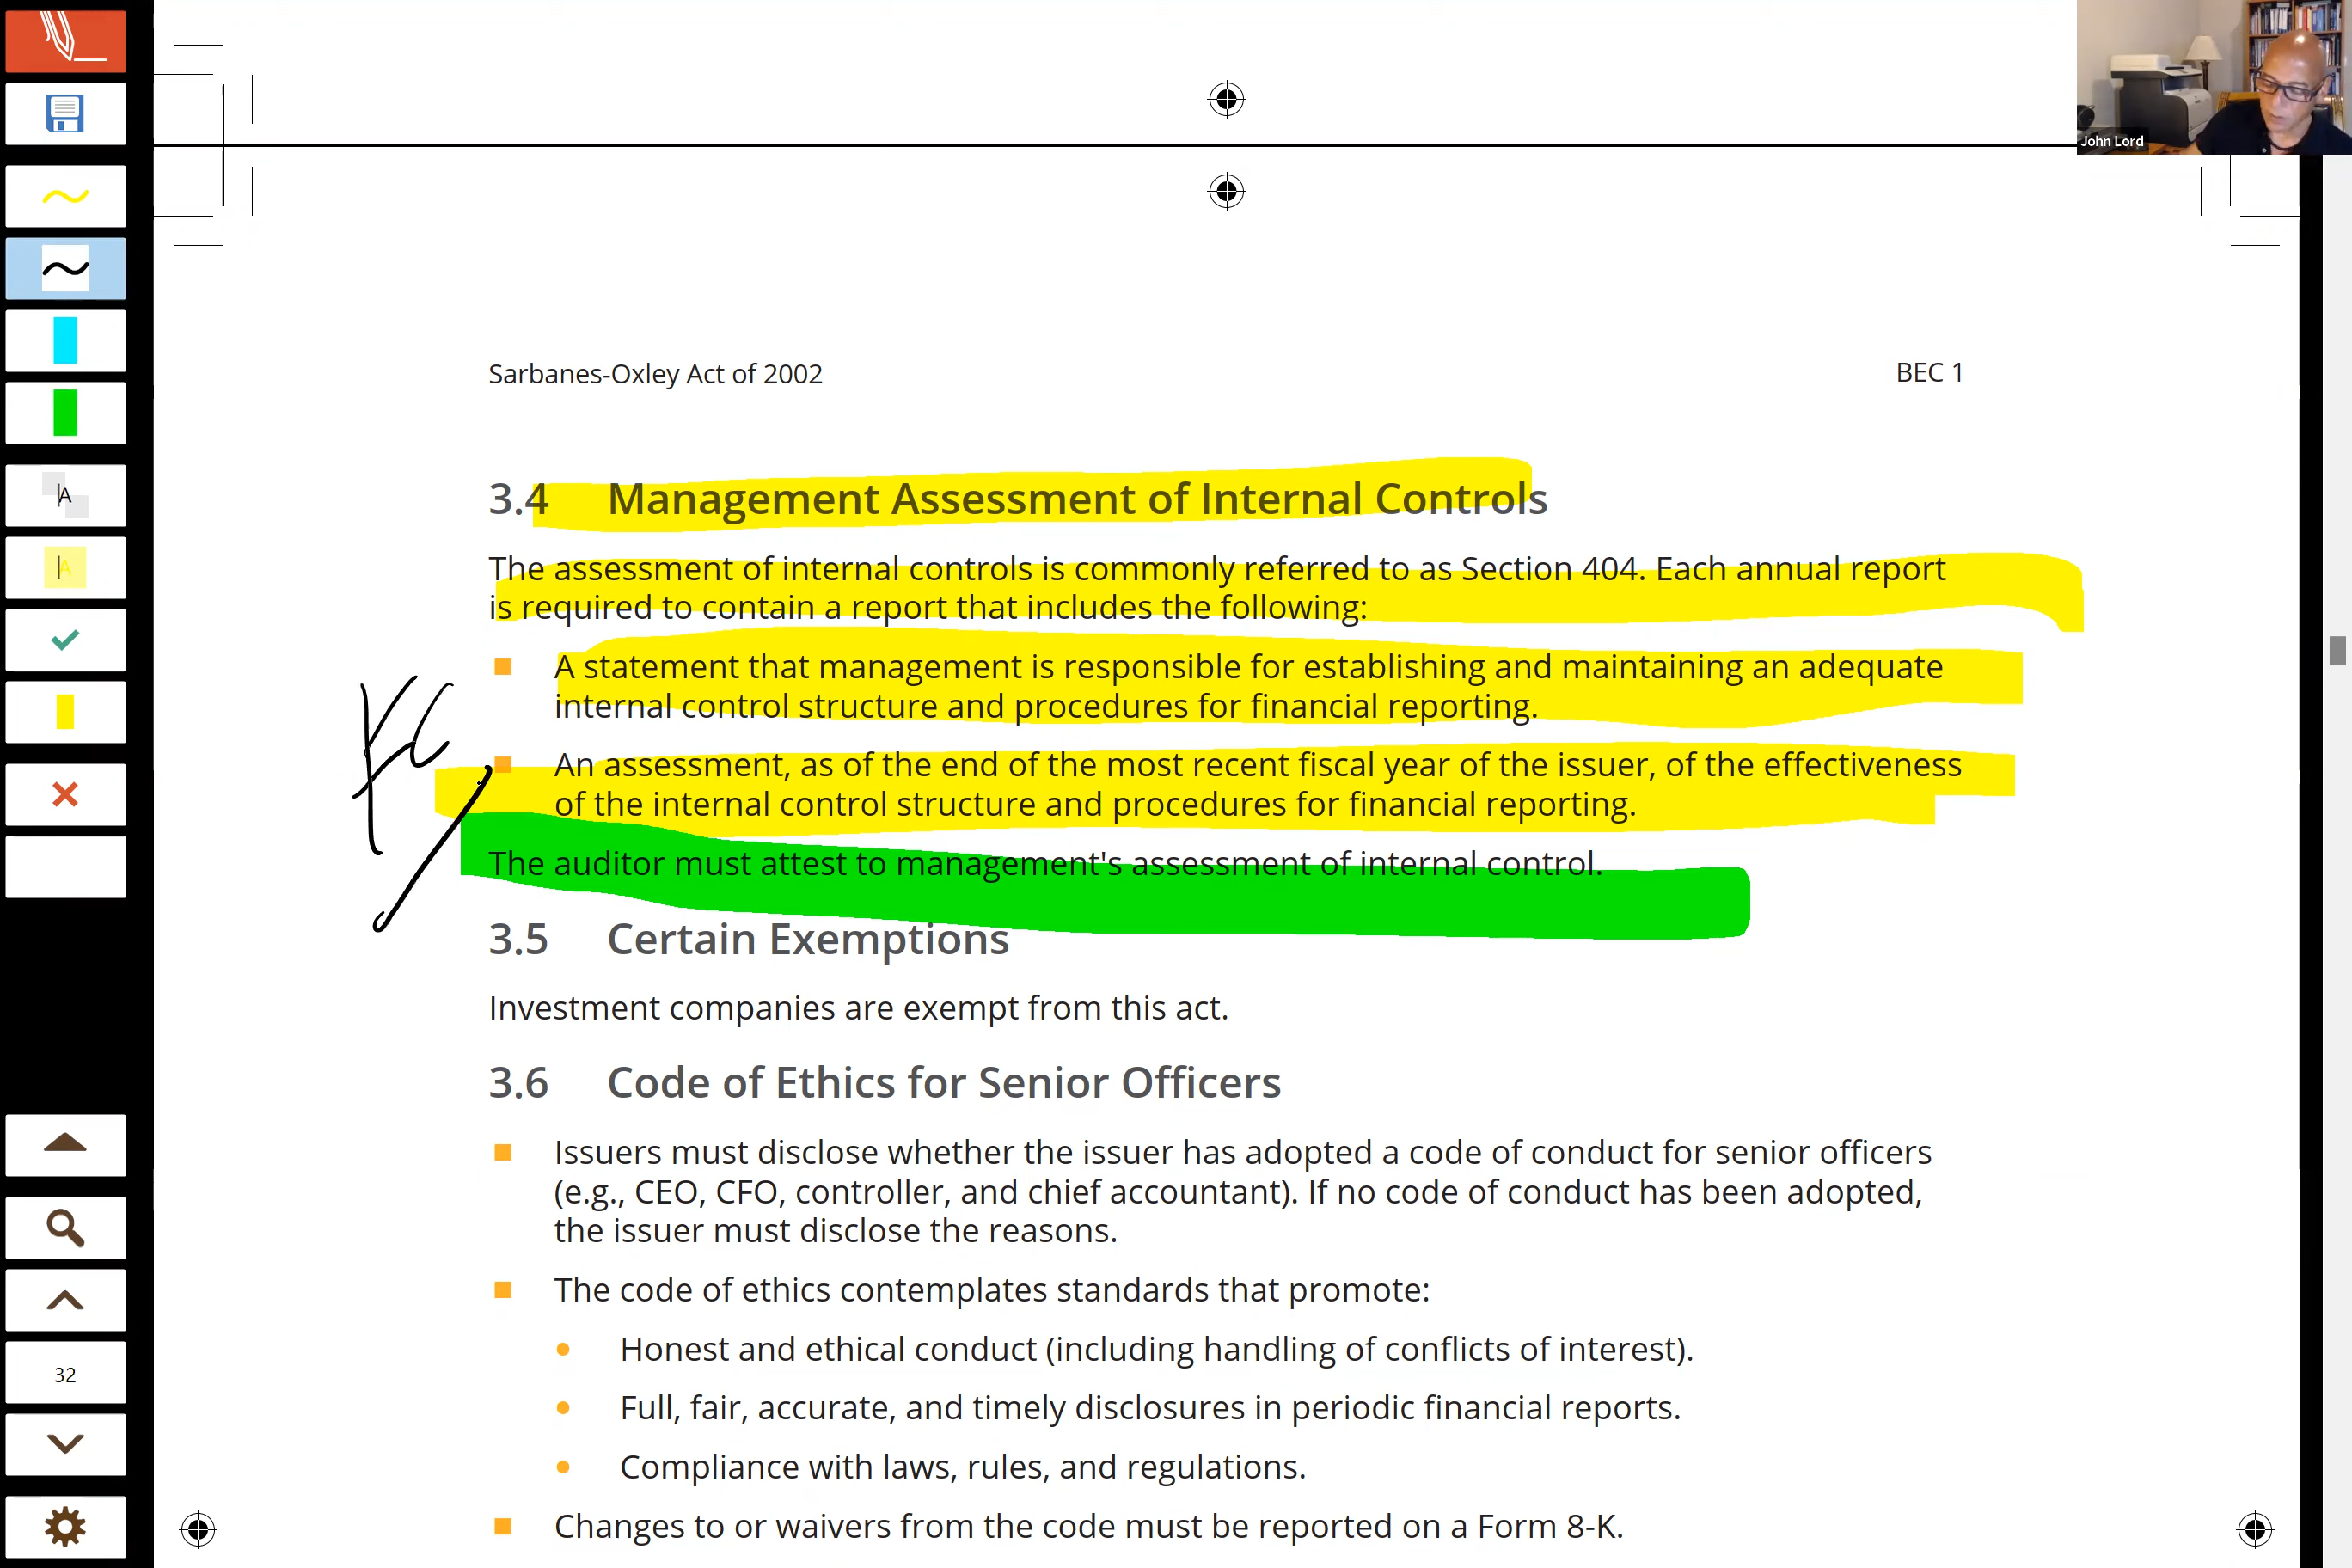 John Lord
Sarbanes-Oxley Act of 2002
BEC 1
3.4 Management Assessment of Internal Controls
The assessment of internal controls is commonly referred to as Section 404. Each annual report
is required to contain a report that includes the following:
A statement that management is responsible for establishing and maintaining an adequate
internal control structure and procedures for financial reporting.
An assessment, as of the end of the most recent fiscal year of the issuer, of the effectiveness
of the internal control structure and procedures for financial reporting.
The auditor must attest to management's assessment of internal control.
3.5 Certain Exemptions
Investment companies are exempt from this act.
3.6 Code of Ethics for Senior Officers
Issuers must disclose whether the issuer has adopted a code of conduct for senior officers
(e.g., CEO, CFO, controller, and chief accountant). If no code of conduct has been adopted,
the issuer must disclose the reasons.
The code of ethics contemplates standards that promote:
Honest and ethical conduct (including handling of conflicts of interest).
Full, fair, accurate, and timely disclosures in periodic financial reports.
Compliance with laws, rules, and regulations.
Changes to or waivers from the code must be reported on a Form 8-K.
A
A
32